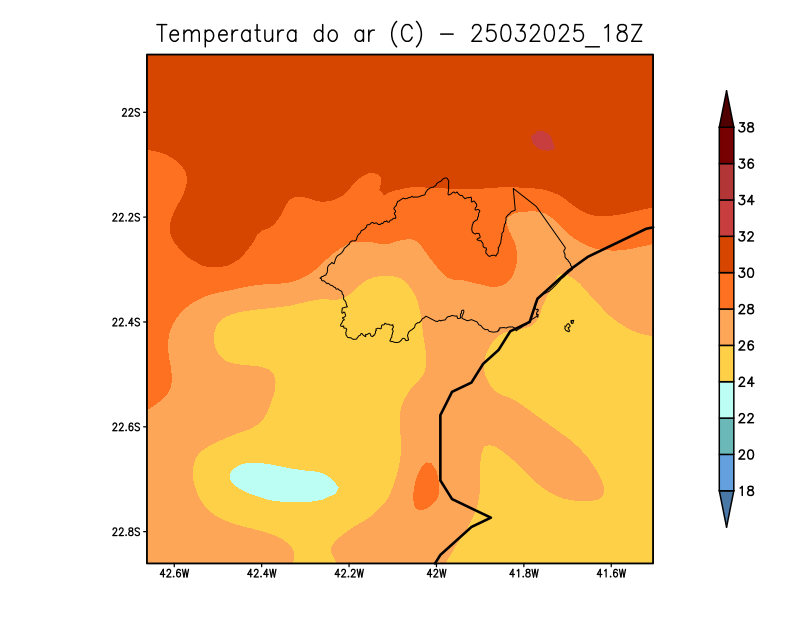 Temperatura do ar (C) - 25032025_18Z
22S
22.2S
22.4S
22.6S
22.8S
42.6W
42.4W
42.2W
42W
41.8W
41.6W
38
36
34
32
30
28
26
24
22
20
18